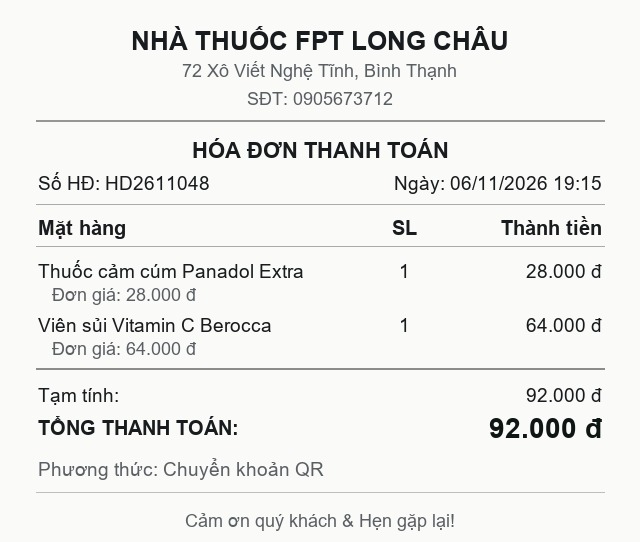 NHÀ THUỐC FPT LONG CHÂU
72 Xô Viết Nghệ Tĩnh, Bình Thạnh
SĐT: 0905673712
HÓA ĐƠN THANH TOÁN
Số HĐ: HD2611048 Ngày: 06/11/2026 19:15
Mặt hàng SL Thành tiền
Thuốc cảm cúm Panadol Extra 1 28.000 đ
Đơn giá: 28.000 đ
Viên sủi Vitamin C Berocca 1 64.000 đ
Đơn giá: 64.000 đ
Tạm tính: 92.000 đ
TỔNG THANH TOÁN: 92.000 đ
Phương thức: Chuyển khoản QR
Cảm ơn quý khách & Hẹn gặp lại!